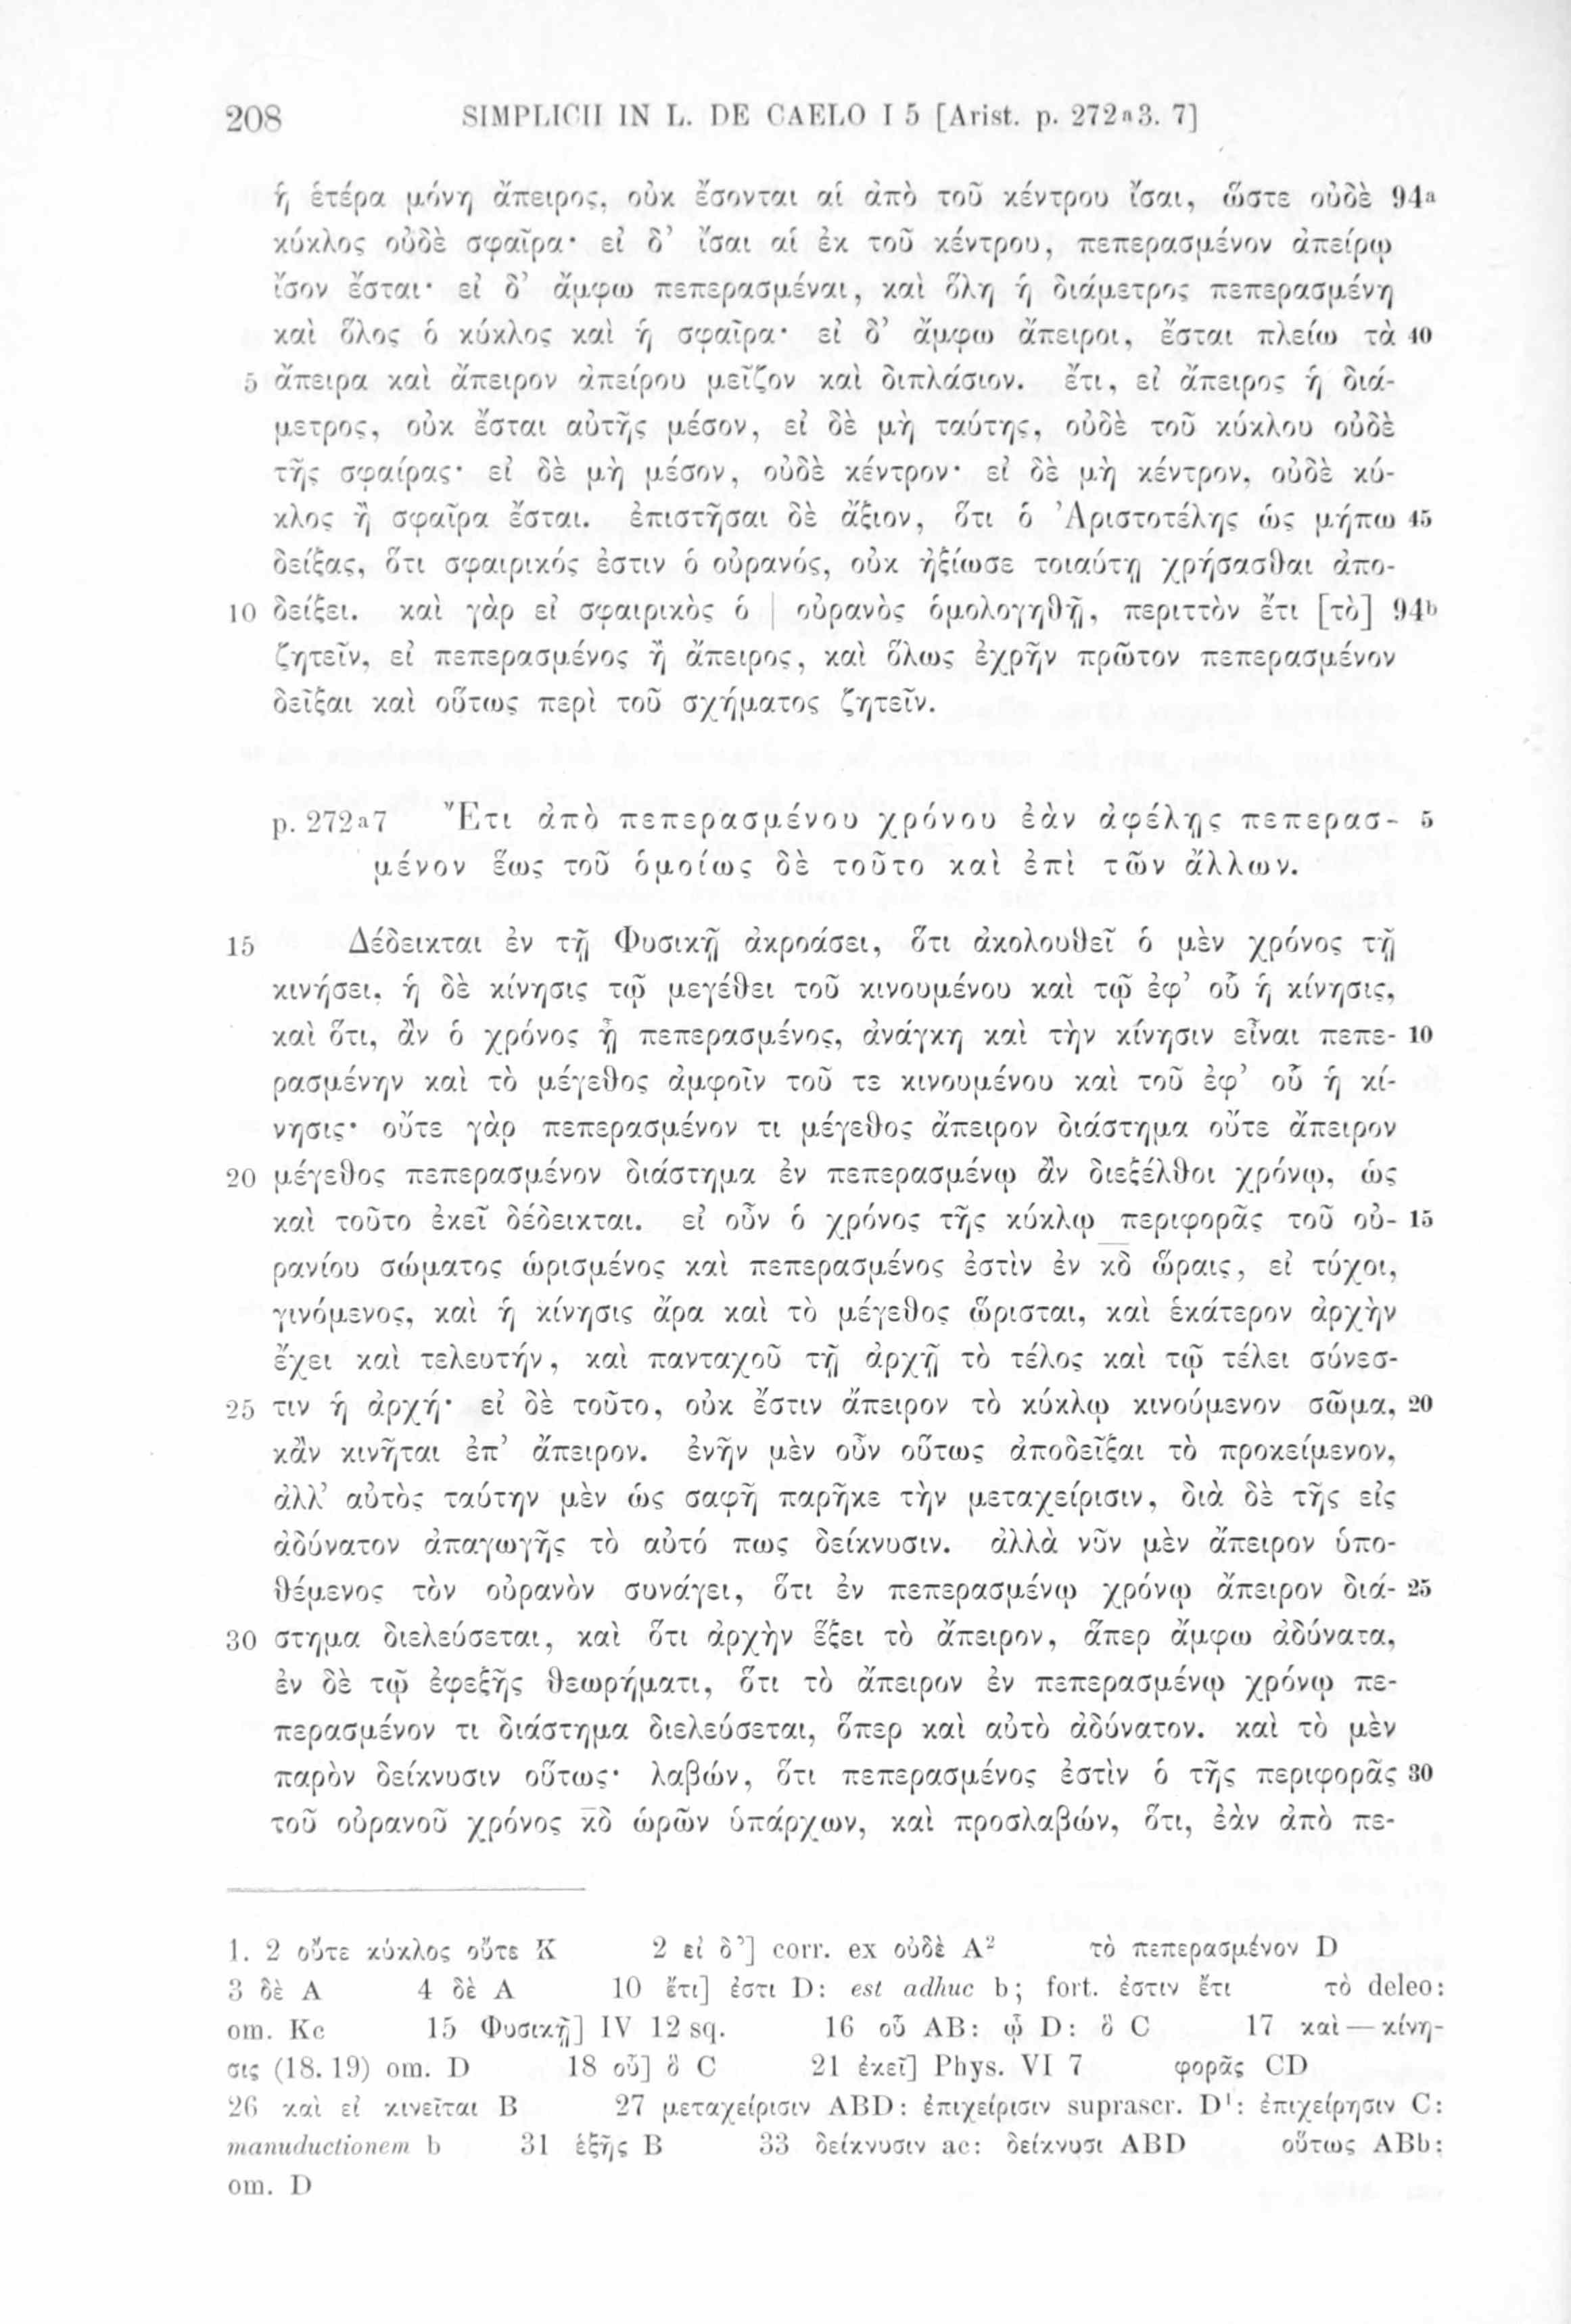 208 SIMPLICII IN L. DE CAELO I 5 [Arist. p. 272a3. 7]
ἡ ἑτέρα μόνη ἄπειρος, οὐκ ἔσονται αἱ ἀπὸ τοῦ κέντρου ἴσαι, ὥστε οὐδὲ 94a
κύκλος οὐδὲ σφαῖρα· εἰ δ’ ἴσαι αἱ ἐκ τοῦ κέντρου, πεπερασμένον ἀπείρῳ
ἴσον ἔσται· εἰ δ’ ἄμφω πεπερασμέναι, καὶ ὅλη ἡ διάμετρος πεπερασμένη
καὶ ὅλος ὁ κύκλος καὶ ἡ σφαῖρα· εἰ δ’ ἄμφω ἄπειροι, ἔσται πλείω τὰ 40
5 ἄπειρα καὶ ἄπειρον ἀπείρου μεῖζον καὶ διπλάσιον. ἔτι, εἰ ἄπειρος ἡ διά-
μετρος, οὐκ ἔσται αὐτῆς μέσον, εἰ δὲ μὴ ταύτης, οὐδὲ τοῦ κύκλου οὐδὲ
τῆς σφαίρας· εἰ δὲ μὴ μέσον, οὐδὲ κέντρον· εἰ δὲ μὴ κέντρον, οὐδὲ κύ-
κλος ἢ σφαῖρα ἔσται. ἐπιστῆσαι δὲ ἄξιον, ὅτι ὁ Ἀριστοτέλης ὡς μήπω 45
δείξας, ὅτι σφαιρικός ἐστιν ὁ οὐρανός, οὐκ ἠξίωσε τοιαύτῃ χρήσασθαι ἀπο-
10 δείξει. καὶ γὰρ εἰ σφαιρικὸς ὁ | οὐρανὸς ὁμολογηθῇ, περιττὸν ἔτι [τὸ] 94b
ζητεῖν, εἰ πεπερασμένος ἢ ἄπειρος, καὶ ὅλως ἐχρῆν πρῶτον πεπερασμένον
δεῖξαι καὶ οὕτως περὶ τοῦ σχήματος ζητεῖν.
p. 272a7 Ἔτι ἀπὸ πεπερασμένου χρόνου ἐὰν ἀφέλῃς πεπερασ- 5
μένον ἕως τοῦ ὁμοίως δὲ τοῦτο καὶ ἐπὶ τῶν ἄλλων.
15 Δέδεικται ἐν τῇ Φυσικῇ ἀκροάσει, ὅτι ἀκολουθεῖ ὁ μὲν χρόνος τῇ
κινήσει, ἡ δὲ κίνησις τῷ μεγέθει τοῦ κινουμένου καὶ τῷ ἐφ’ οὗ ἡ κίνησις,
καὶ ὅτι, ἂν ὁ χρόνος ᾖ πεπερασμένος, ἀνάγκη καὶ τὴν κίνησιν εἶναι πεπε- 10
ρασμένην καὶ τὸ μέγεθος ἀμφοῖν τοῦ τε κινουμένου καὶ τοῦ ἐφ’ οὗ ἡ κί-
νησις· οὔτε γὰρ πεπερασμένον τι μέγεθος ἄπειρον διάστημα οὔτε ἄπειρον
20 μέγεθος πεπερασμένον διάστημα ἐν πεπερασμένῳ ἂν διεξέλθοι χρόνῳ, ὡς
καὶ τοῦτο ἐκεῖ δέδεικται. εἰ οὖν ὁ χρόνος τῆς κύκλῳ περιφορᾶς τοῦ οὐ- 15
ρανίου σώματος ὡρισμένος καὶ πεπερασμένος ἐστὶν ἐν κ̅δ̅ ὥραις, εἰ τύχοι,
γινόμενος, καὶ ἡ κίνησις ἄρα καὶ τὸ μέγεθος ὥρισται, καὶ ἑκάτερον ἀρχὴν
ἔχει καὶ τελευτήν, καὶ πανταχοῦ τῇ ἀρχῇ τὸ τέλος καὶ τῷ τέλει σύνεσ-
25 τιν ἡ ἀρχή· εἰ δὲ τοῦτο, οὐκ ἔστιν ἄπειρον τὸ κύκλῳ κινούμενον σῶμα, 20
κἂν κινῆται ἐπ’ ἄπειρον. ἐνῆν μὲν οὖν οὕτως ἀποδεῖξαι τὸ προκείμενον,
ἀλλ’ αὐτὸς ταύτην μὲν ὡς σαφῆ παρῆκε τὴν μεταχείρισιν, διὰ δὲ τῆς εἰς
ἀδύνατον ἀπαγωγῆς τὸ αὐτό πως δείκνυσιν. ἀλλὰ νῦν μὲν ἄπειρον ὑπο-
θέμενος τὸν οὐρανὸν συνάγει, ὅτι ἐν πεπερασμένῳ χρόνῳ ἄπειρον διά- 25
30 στημα διελεύσεται, καὶ ὅτι ἀρχὴν ἕξει τὸ ἄπειρον, ἅπερ ἄμφω ἀδύνατα,
ἐν δὲ τῷ ἐφεξῆς θεωρήματι, ὅτι τὸ ἄπειρον ἐν πεπερασμένῳ χρόνῳ πε-
περασμένον τι διάστημα διελεύσεται, ὅπερ καὶ αὐτὸ ἀδύνατον. καὶ τὸ μὲν
παρὸν δείκνυσιν οὕτως· λαβών, ὅτι πεπερασμένος ἐστὶν ὁ τῆς περιφορᾶς 30
τοῦ οὐρανοῦ χρόνος κ̅δ̅ ὡρῶν ὑπάρχων, καὶ προσλαβών, ὅτι, ἐὰν ἀπὸ πε-
1. 2 οὔτε κύκλος οὔτε K 2 εἰ δ’] corr. ex οὐδὲ A² τὸ πεπερασμένον D
3 δὲ A 4 δὲ A 10 ἔτι] ἐστι D: est adhuc b; fort. ἐστιν ἔτι τὸ deleo:
om. Kc 15 Φυσικῇ] IV 12 sq. 16 οὗ AB: ᾧ D: ὃ C 17 καὶ — κίνη-
σις (18. 19) om. D 18 οὗ] ὃ C 21 ἐκεῖ] Phys. VI 7 φορᾶς CD
26 καὶ εἰ κινεῖται B 27 μεταχείρισιν ABD: ἐπιχείρισιν suprascr. D¹: ἐπιχείρησιν C:
manuductionem b 31 ἑξῆς B 33 δείκνυσιν ac: δείκνυσι ABD οὕτως ABb:
om. D